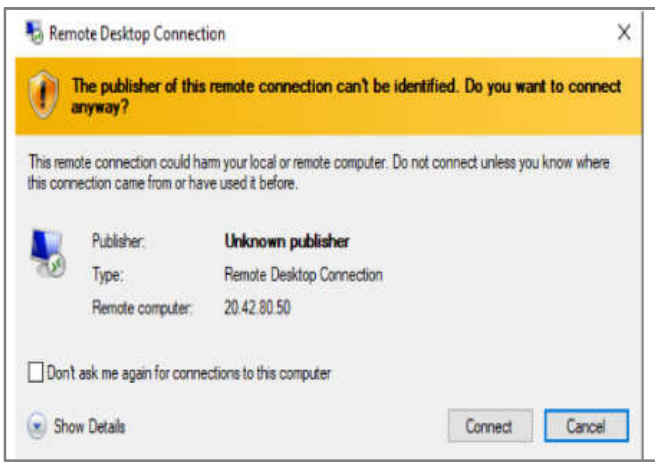 Remote Desktop Connection
The publisher of this remote connection can't be identified. Do you want to connect
anyway?
This remote connection could harm your local or remote computer. Do not connect unless you know where
this connection came from or have used it before.
Publisher: Unknown publisher
Type: Remote Desktop Connection
Remote computer: 20.42.80.50
Don't ask me again for connections to this computer
Show Details Connect Cancel